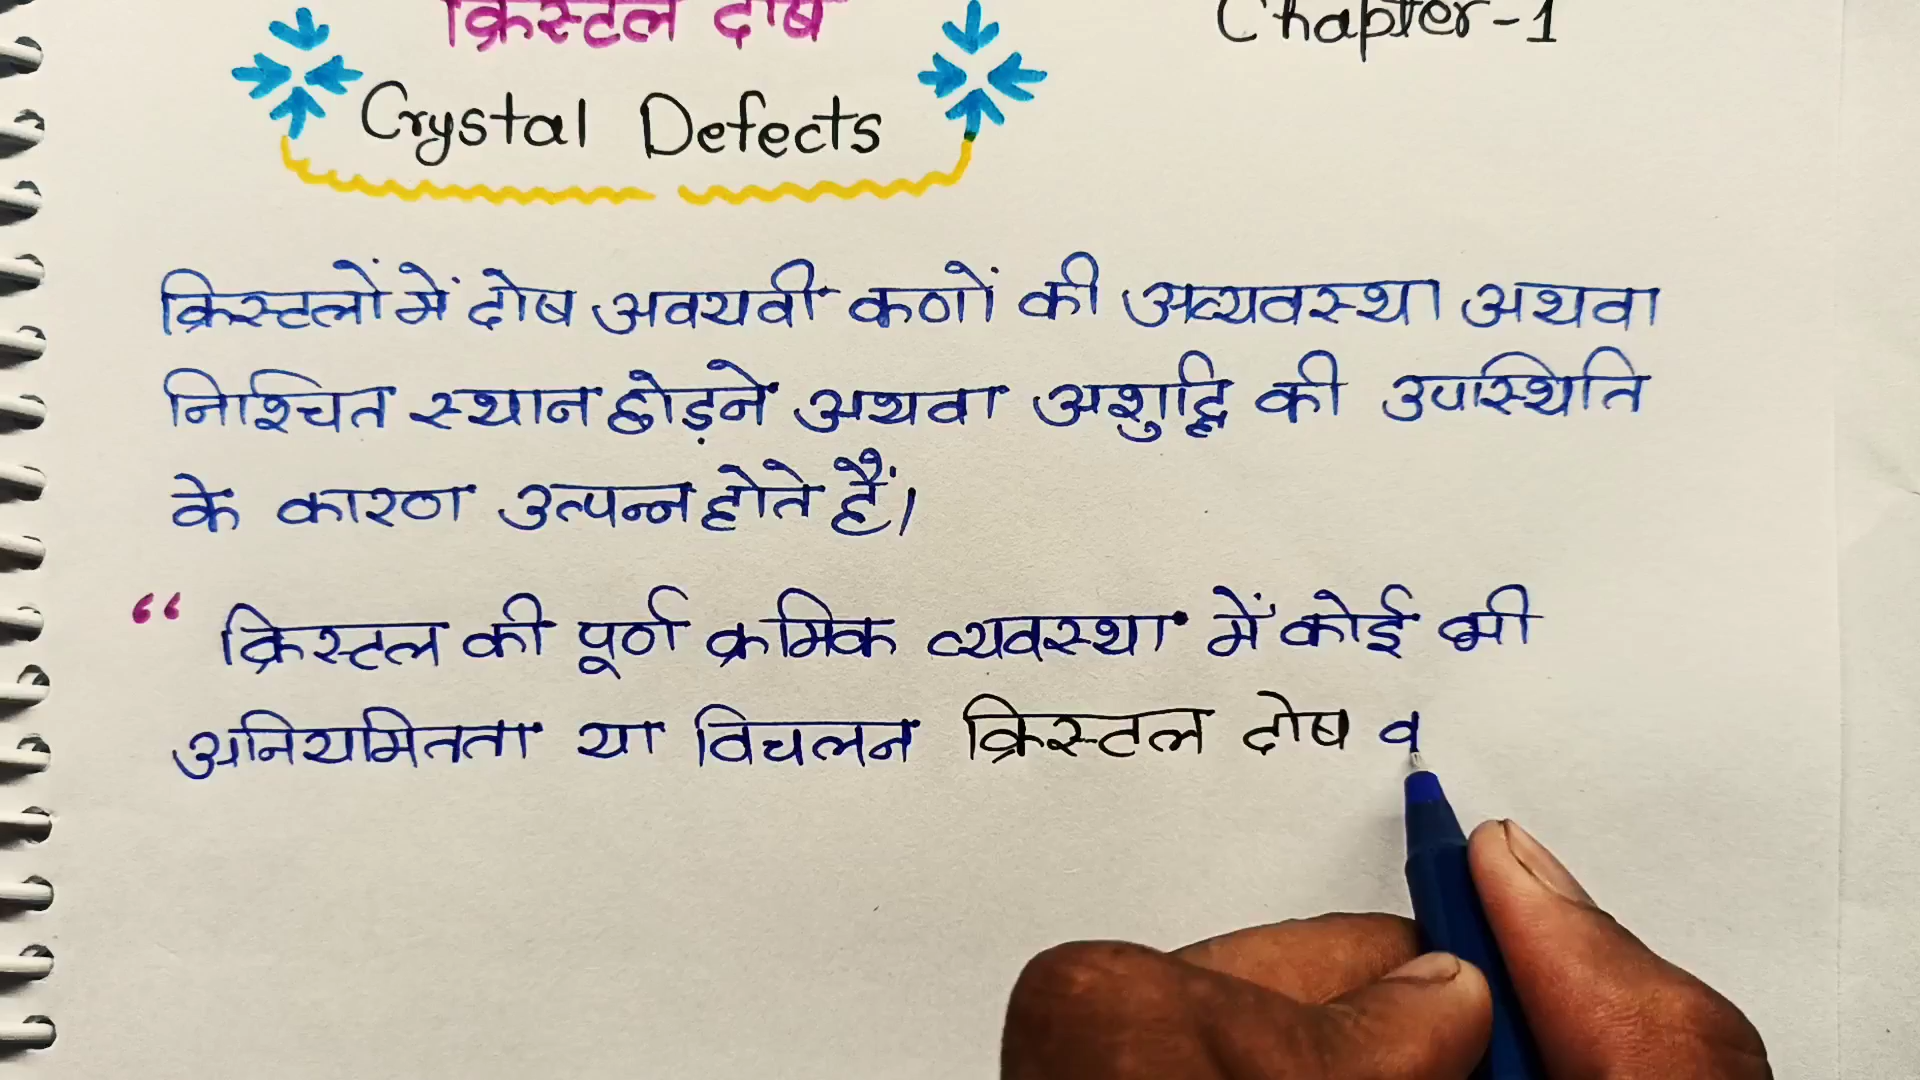 क्रिस्टल दोष
Chapter-1
Crystal Defects
क्रिस्टलों में दोष अवयवी कणों की अव्यवस्था अथवा
निश्चित स्थान छोड़ने अथवा अशुद्धि की उपस्थिति
के कारण उत्पन्न होते हैं।
“ क्रिस्टल की पूर्ण क्रमिक व्यवस्था में कोई भी
अनियमितता या विचलन क्रिस्टल दोष व